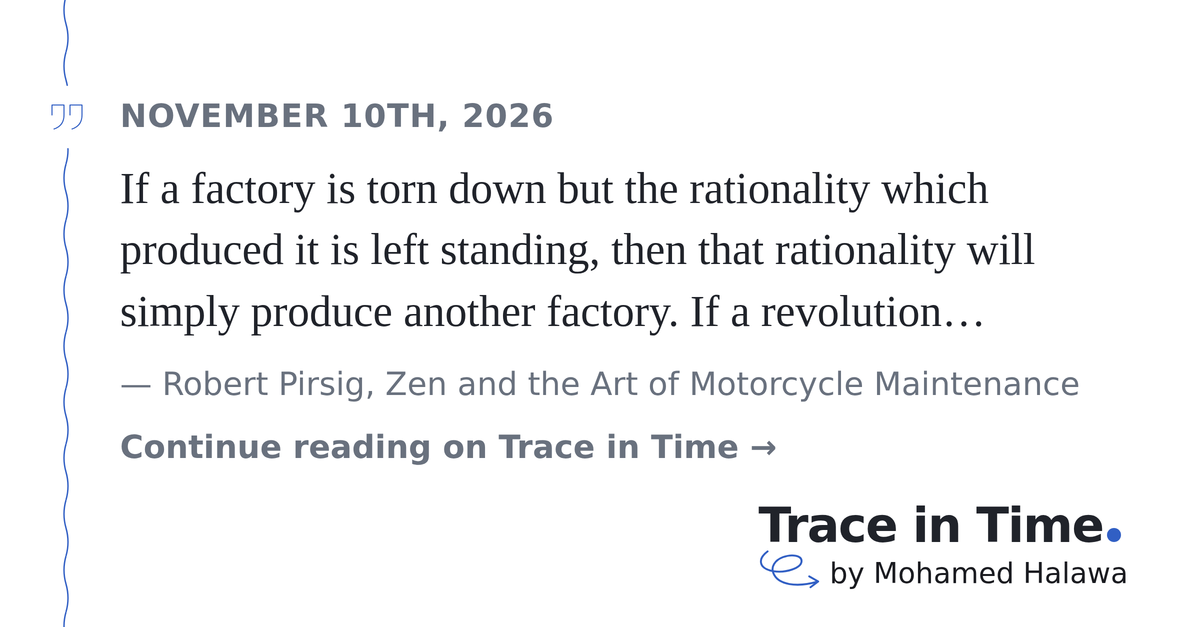 NOVEMBER 10TH, 2026
If a factory is torn down but the rationality which
produced it is left standing, then that rationality will
simply produce another factory. If a revolution…
— Robert Pirsig, Zen and the Art of Motorcycle Maintenance
Continue reading on Trace in Time →
Trace in Time.
by Mohamed Halawa